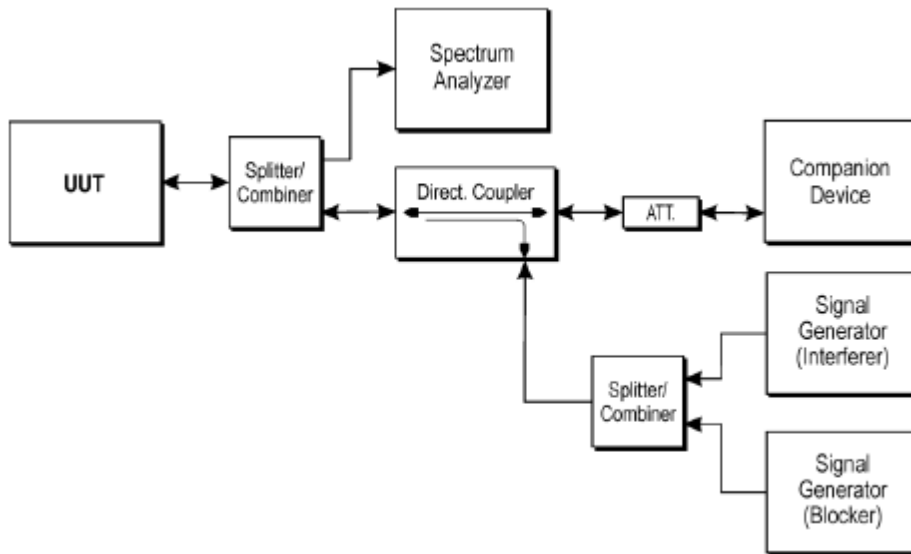 Spectrum
Analyzer
UUT
Splitter/
Combiner
Direct. Coupler
ATT.
Companion
Device
Signal
Generator
(Interferer)
Splitter/
Combiner
Signal
Generator
(Blocker)